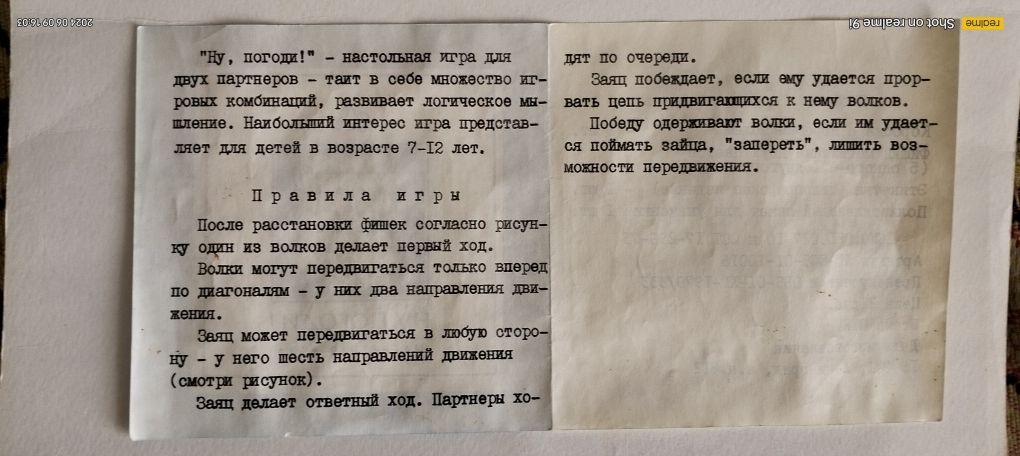 "Ну, погоди!" – настольная игра для
двух партнеров – таит в себе множество иг-
ровых комбинаций, развивает логическое мы-
шление. Наибольший интерес игра представ-
ляет для детей в возрасте 7-12 лет.
Правила игры
После расстановки фишек согласно рисун-
ку один из волков делает первый ход.
Волки могут передвигаться только вперед
по диагоналям – у них два направления дви-
жения.
Заяц может передвигаться в любую сторо-
ну – у него шесть направлений движения
(смотри рисунок).
Заяц делает ответный ход. Партнеры хо-
дят по очереди.
Заяц побеждает, если ему удается прор-
вать цепь придвигающихся к нему волков.
Победу одерживают волки, если им удает-
ся поймать зайца, "запереть", лишить воз-
можности передвижения.
realme Shot on realme 9i
2024.06.09 16:03